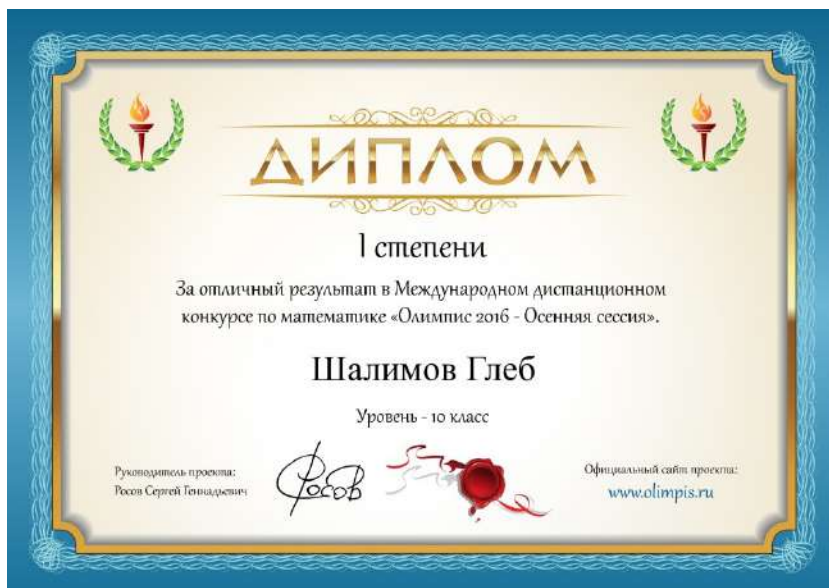 ДИПЛОМ
I степени
За отличный результат в Международном дистанционном
конкурсе по математике «Олимпис 2016 - Осенняя сессия».
Шалимов Глеб
Уровень - 10 класс
Руководитель проекта:
Росов Сергей Геннадьевич
Росов
Официальный сайт проекта:
www.olimpis.ru